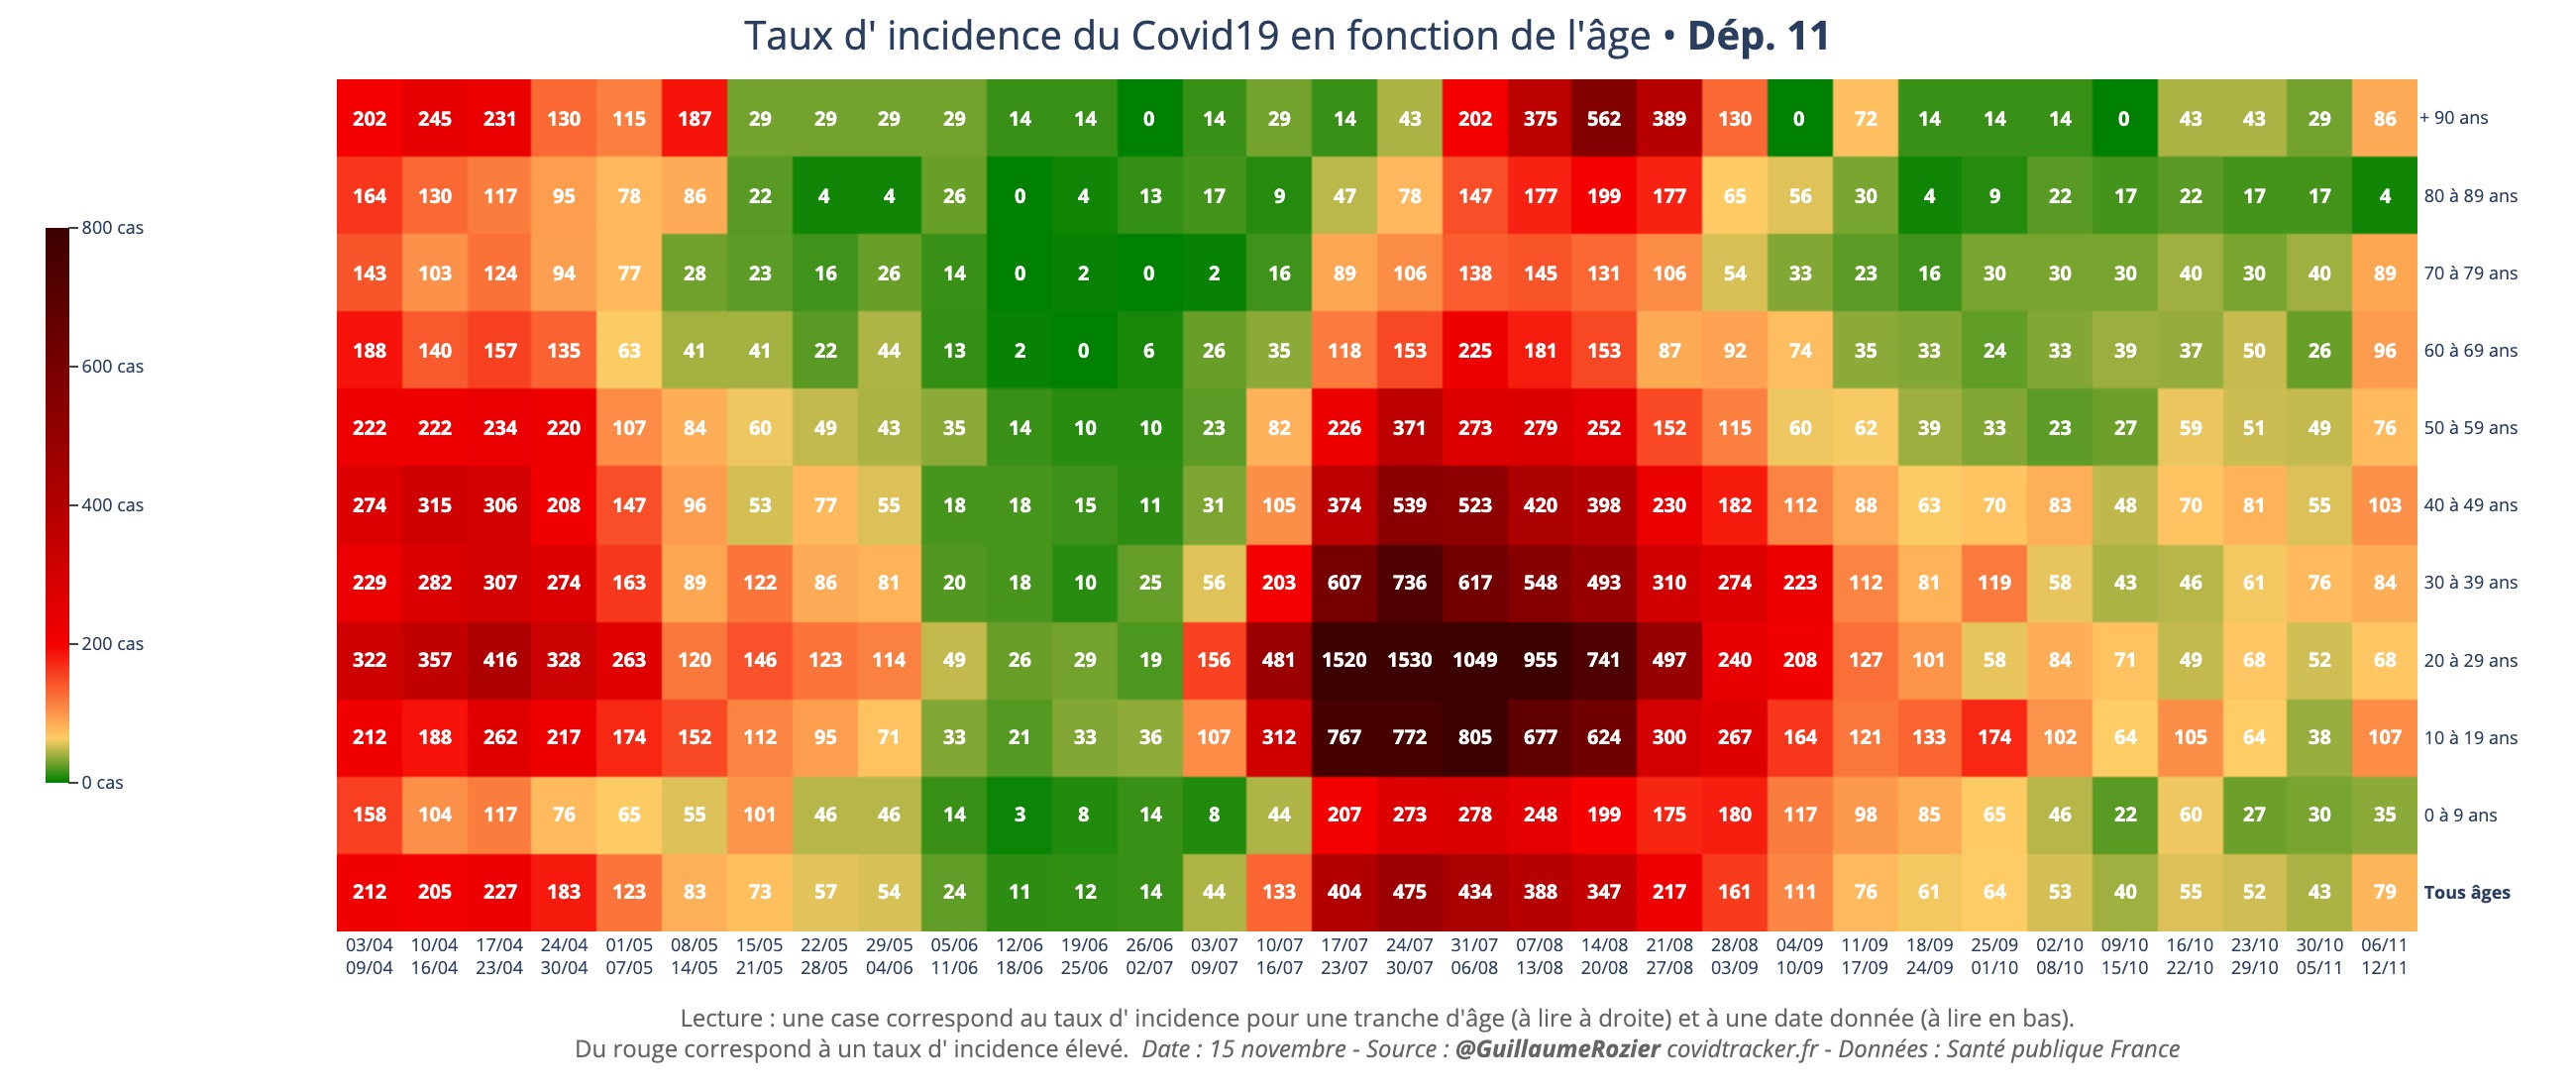 Taux d' incidence du Covid19 en fonction de l'âge • Dép. 11
202 245 231 130 115 187 29 29 29 29 14 14 0 14 29 14 43 202 375 562 389 130 0 72 14 14 14 0 43 43 29 86 + 90 ans
164 130 117 95 78 86 22 4 4 26 0 4 13 17 9 47 78 147 177 199 177 65 56 30 4 9 22 17 22 17 17 4 80 à 89 ans
800 cas
143 103 124 94 77 28 23 16 26 14 0 2 0 2 16 89 106 138 145 131 106 54 33 23 16 30 30 30 40 30 40 89 70 à 79 ans
188 140 157 135 63 41 41 22 44 13 2 0 6 26 35 118 153 225 181 153 87 92 74 35 33 24 33 39 37 50 26 96 60 à 69 ans
600 cas
222 222 234 220 107 84 60 49 43 35 14 10 10 23 82 226 371 273 279 252 152 115 60 62 39 33 23 27 59 51 49 76 50 à 59 ans
400 cas
274 315 306 208 147 96 53 77 55 18 18 15 11 31 105 374 539 523 420 398 230 182 112 88 63 70 83 48 70 81 55 103 40 à 49 ans
229 282 307 274 163 89 122 86 81 20 18 10 25 56 203 607 736 617 548 493 310 274 223 112 81 119 58 43 46 61 76 84 30 à 39 ans
200 cas
322 357 416 328 263 120 146 123 114 49 26 29 19 156 481 1520 1530 1049 955 741 497 240 208 127 101 58 84 71 49 68 52 68 20 à 29 ans
212 188 262 217 174 152 112 95 71 33 21 33 36 107 312 767 772 805 677 624 300 267 164 121 133 174 102 64 105 64 38 107 10 à 19 ans
0 cas
158 104 117 76 65 55 101 46 46 14 3 8 14 8 44 207 273 278 248 199 175 180 117 98 85 65 46 22 60 27 30 35 0 à 9 ans
212 205 227 183 123 83 73 57 54 24 11 12 14 44 133 404 475 434 388 347 217 161 111 76 61 64 53 40 55 52 43 79 Tous âges
03/04 10/04 17/04 24/04 01/05 08/05 15/05 22/05 29/05 05/06 12/06 19/06 26/06 03/07 10/07 17/07 24/07 31/07 07/08 14/08 21/08 28/08 04/09 11/09 18/09 25/09 02/10 09/10 16/10 23/10 30/10 06/11
09/04 16/04 23/04 30/04 07/05 14/05 21/05 28/05 04/06 11/06 18/06 25/06 02/07 09/07 16/07 23/07 30/07 06/08 13/08 20/08 27/08 03/09 10/09 17/09 24/09 01/10 08/10 15/10 22/10 29/10 05/11 12/11
Lecture : une case correspond au taux d' incidence pour une tranche d'âge (à lire à droite) et à une date donnée (à lire en bas).
Du rouge correspond à un taux d' incidence élevé. Date : 15 novembre - Source : @GuillaumeRozier covidtracker.fr - Données : Santé publique France